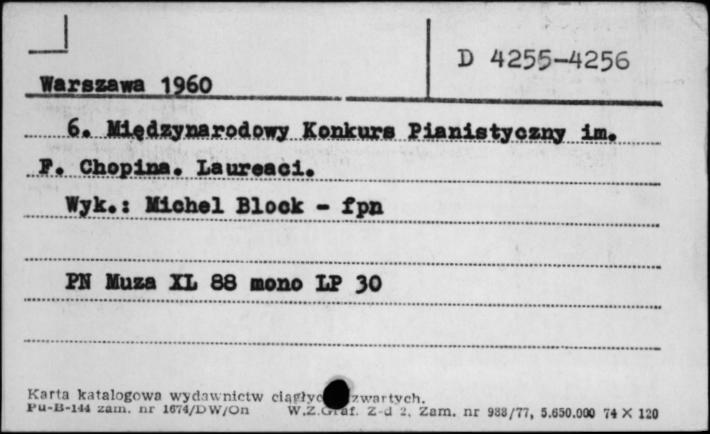 D 4255-4256
Warszawa 1960
6. Międzynarodowy Konkurs Pianistyczny im.
F. Chopina. Laureaci.
Wyk.: Michel Block - fpn
PN Muza XL 88 mono LP 30
Karta katalogowa wydawnictw zwartych.
Pu-B-144 zam. nr 1674/DW/On W.Z.Graf. Z-d 2, Zam. nr 988/77, 5.650.000 74 X 120